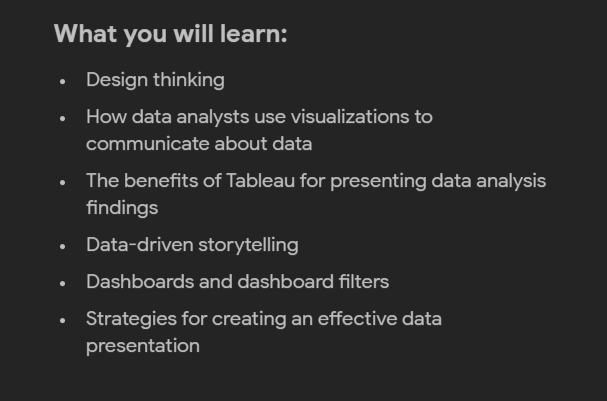 What you will learn:
• Design thinking
• How data analysts use visualizations to
communicate about data
• The benefits of Tableau for presenting data analysis
findings
• Data-driven storytelling
• Dashboards and dashboard filters
• Strategies for creating an effective data
presentation